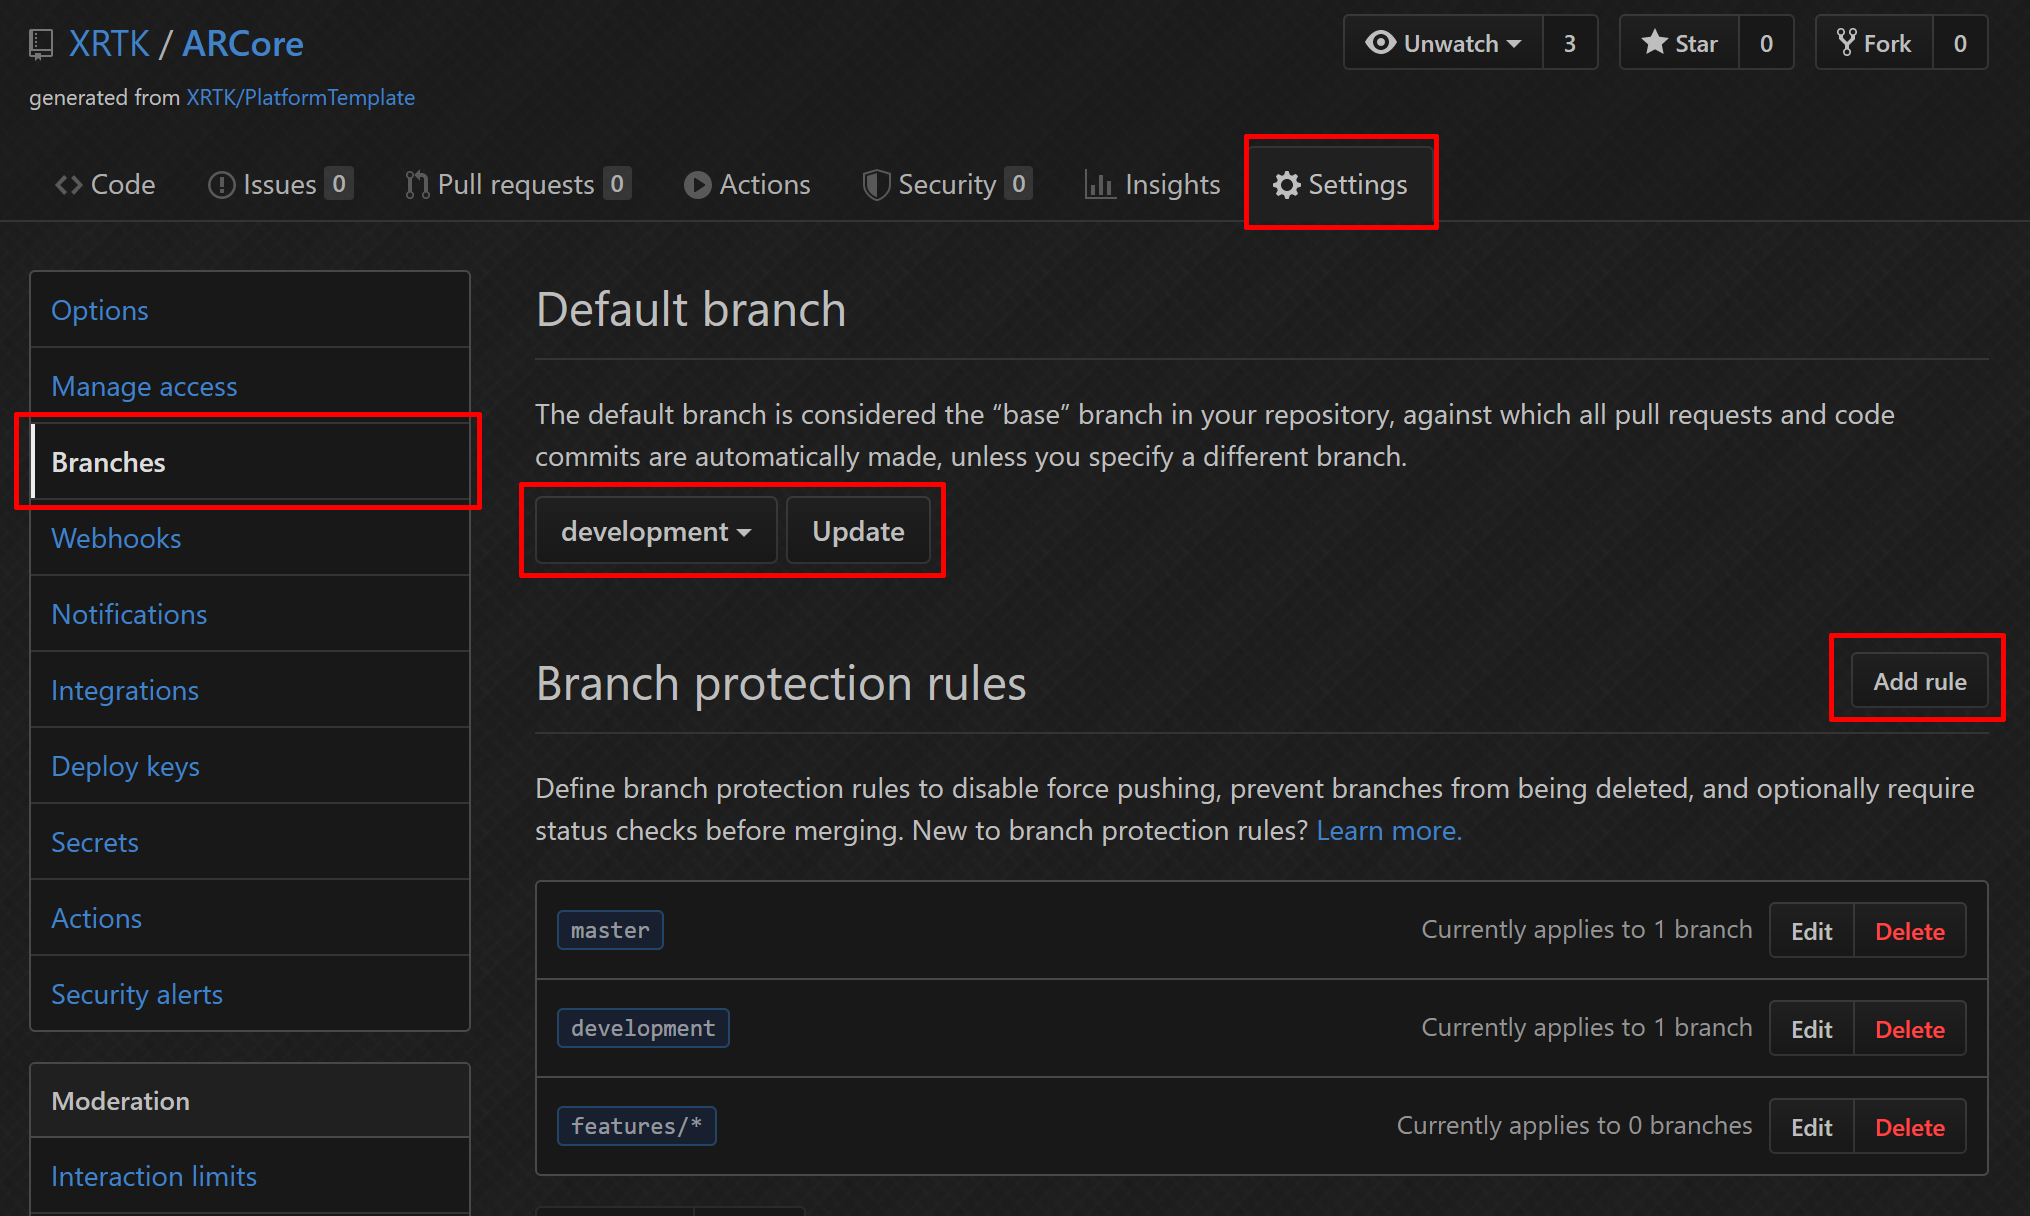 XRTK / ARCore
Unwatch 3
Star 0
Fork 0
generated from XRTK/PlatformTemplate
Code
Issues 0
Pull requests 0
Actions
Security 0
Insights
Settings
Options
Manage access
Branches
Webhooks
Notifications
Integrations
Deploy keys
Secrets
Actions
Security alerts
Moderation
Interaction limits
Default branch
The default branch is considered the “base” branch in your repository, against which all pull requests and code
commits are automatically made, unless you specify a different branch.
development Update
Branch protection rules
Add rule
Define branch protection rules to disable force pushing, prevent branches from being deleted, and optionally require
status checks before merging. New to branch protection rules? Learn more.
master Currently applies to 1 branch Edit Delete
development Currently applies to 1 branch Edit Delete
features/* Currently applies to 0 branches Edit Delete